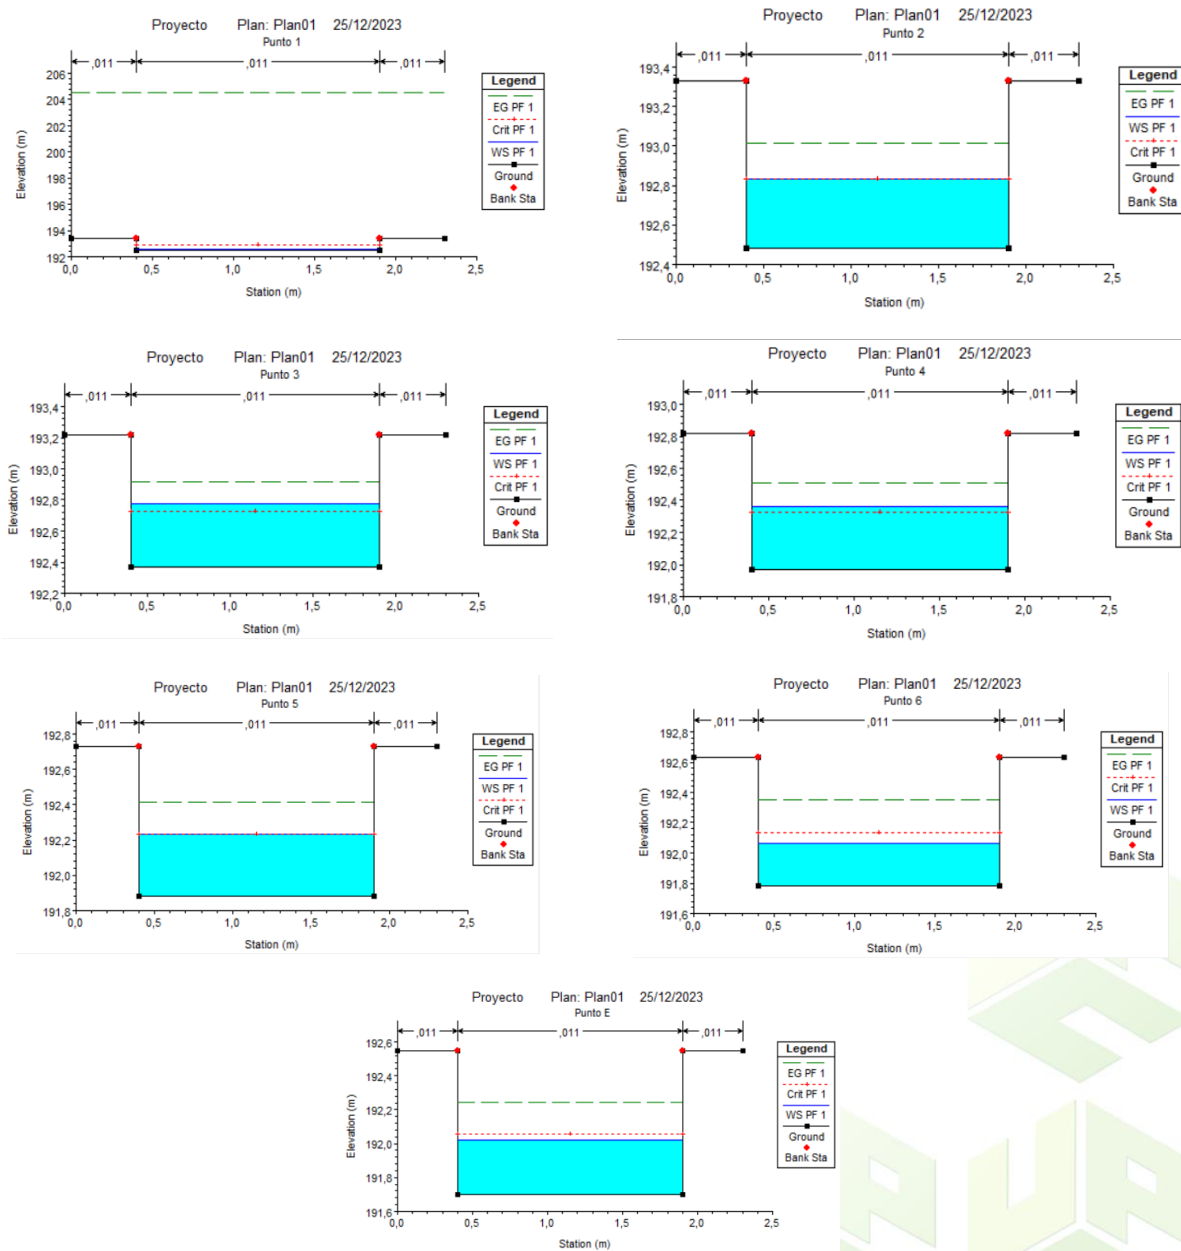 Proyecto Plan: Plan01 25/12/2023
Punto 1
,011 ,011 ,011
206
204
202
200
198
196
194
192
Elevation (m)
0,0 0,5 1,0 1,5 2,0 2,5
Station (m)
Legend
EG PF 1
Crit PF 1
WS PF 1
Ground
Bank Sta
Proyecto Plan: Plan01 25/12/2023
Punto 2
,011 ,011 ,011
193,4
193,2
193,0
192,8
192,6
192,4
Elevation (m)
0,0 0,5 1,0 1,5 2,0 2,5
Station (m)
Legend
EG PF 1
WS PF 1
Crit PF 1
Ground
Bank Sta
Proyecto Plan: Plan01 25/12/2023
Punto 3
,011 ,011 ,011
193,4
193,2
193,0
192,8
192,6
192,4
192,2
Elevation (m)
0,0 0,5 1,0 1,5 2,0 2,5
Station (m)
Legend
EG PF 1
WS PF 1
Crit PF 1
Ground
Bank Sta
Proyecto Plan: Plan01 25/12/2023
Punto 4
,011 ,011 ,011
193,0
192,8
192,6
192,4
192,2
192,0
191,8
Elevation (m)
0,0 0,5 1,0 1,5 2,0 2,5
Station (m)
Legend
EG PF 1
WS PF 1
Crit PF 1
Ground
Bank Sta
Proyecto Plan: Plan01 25/12/2023
Punto 5
,011 ,011 ,011
192,8
192,6
192,4
192,2
192,0
191,8
Elevation (m)
0,0 0,5 1,0 1,5 2,0 2,5
Station (m)
Legend
EG PF 1
WS PF 1
Crit PF 1
Ground
Bank Sta
Proyecto Plan: Plan01 25/12/2023
Punto 6
,011 ,011 ,011
192,8
192,6
192,4
192,2
192,0
191,8
191,6
Elevation (m)
0,0 0,5 1,0 1,5 2,0 2,5
Station (m)
Legend
EG PF 1
Crit PF 1
WS PF 1
Ground
Bank Sta
Proyecto Plan: Plan01 25/12/2023
Punto E
,011 ,011 ,011
192,6
192,4
192,2
192,0
191,8
191,6
Elevation (m)
0,0 0,5 1,0 1,5 2,0 2,5
Station (m)
Legend
EG PF 1
Crit PF 1
WS PF 1
Ground
Bank Sta